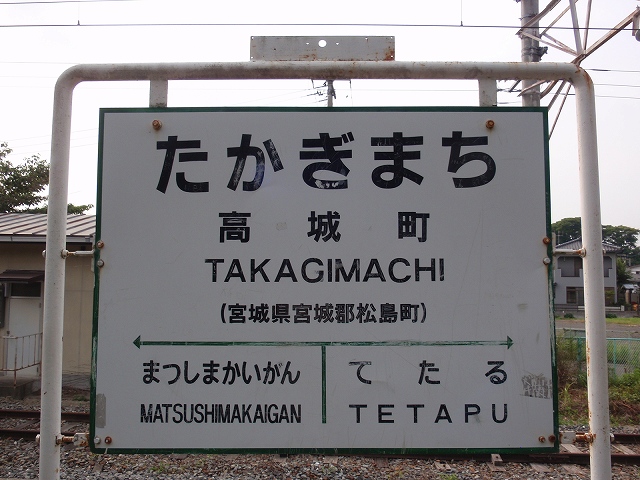 たかぎまち
高城町
TAKAGIMACHI
(宮城県宮城郡松島町)
まつしまかいがん てたる
MATSUSHIMAKAIGAN TETARU